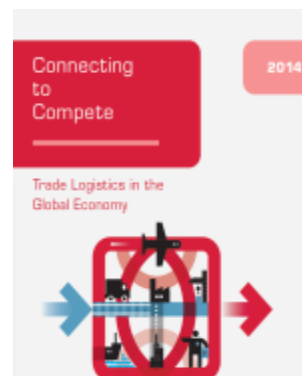 Connecting
to
Compete
2014
Trade Logistics in the
Global Economy